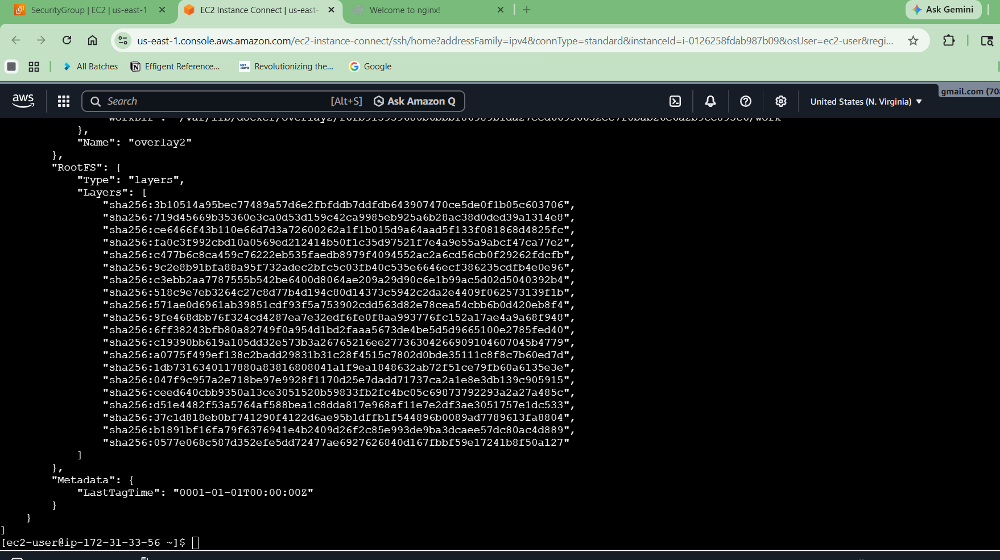 SecurityGroup | EC2 | us-east-1
EC2 Instance Connect | us-east-
Welcome to nginx!
Ask Gemini
us-east-1.console.aws.amazon.com/ec2-instance-connect/ssh/home?addressFamily=ipv4&connType=standard&instanceId=i-0126258fdab987b09&osUser=ec2-user&regi...
All Batches
Effigent Reference...
Revolutionizing the...
Google
aws
Search
[Alt+S]
Ask Amazon Q
United States (N. Virginia)
gmail.com (708
},
"Name": "overlay2"
},
"RootFS": {
"Type": "layers",
"Layers": [
"sha256:3b10514a95bec77489a57d6e2fbfddb7ddfdb643907470ce5de0f1b05c603706",
"sha256:719d45669b35360e3ca0d53d159c42ca9985eb925a6b28ac38d0ded39a1314e8",
"sha256:ce6466f43b110e66d7d3a72600262a1f1b015d9a64aad5f133f081868d4825fc",
"sha256:fa0c3f992cbd10a0569ed212414b50f1c35d97521f7e4a9e55a9abcf47ca77e2",
"sha256:c477b6c8ca459c76222eb535faedb8979f4094552ac2a6cd56cb0f29262fdcfb",
"sha256:9c2e8b91bfa88a95f732adec2bfc5c03fb40c535e6646ecf386235cdfb4e0e96",
"sha256:c3ebb2aa7787555b542be6400d8064ae209a29d90c6e1b99ac5d02d5040392b4",
"sha256:518c9e7eb3264c27c8d77b4d194c80d14373c5942c2da2e4409f062573139f1b",
"sha256:571ae0d6961ab39851cdf93f5a753902cdd563d82e78cea54cbb6b0d420eb8f4",
"sha256:9fe468dbb76f324cd4287ea7e32edf6fe0f8aa993776fc152a17ae4a9a68f948",
"sha256:6ff38243bfb80a82749f0a954d1bd2faaa5673de4be5d5d9665100e2785fed40",
"sha256:c19390bb619a105dd32e573b3a26765216ee27736304266909104607045b4779",
"sha256:a0775f499ef138c2badd29831b31c28f4515c7802d0bde35111c8f8c7b60ed7d",
"sha256:1db7316340117880a83816808041a1f9ea1848632ab72f51ce79fb60a6135e3e",
"sha256:047f9c957a2e718be97e9928f1170d25e7dadd71737ca2a1e8e3db139c905915",
"sha256:ceed640cbb9350a13ce3051520b59833fb2fc4bc05c69873792293a2a27a485c",
"sha256:d51e4482f53a5764af588bea1c8dda817e968af11e7e2df3ae3051757e1dc533",
"sha256:37c1d818eb0bf741290f4122d6ae95b1dffb1f544896b0089ad7789613fa8804",
"sha256:b1891bf16fa79f6376941e4b2409d26f2c85e993de9ba3dcaee57dc80ac4d889",
"sha256:0577e068c587d352efe5dd72477ae6927626840d167fbbf59e17241b8f50a127"
]
},
"Metadata": {
"LastTagTime": "0001-01-01T00:00:00Z"
}
}
]
[ec2-user@ip-172-31-33-56 ~]$